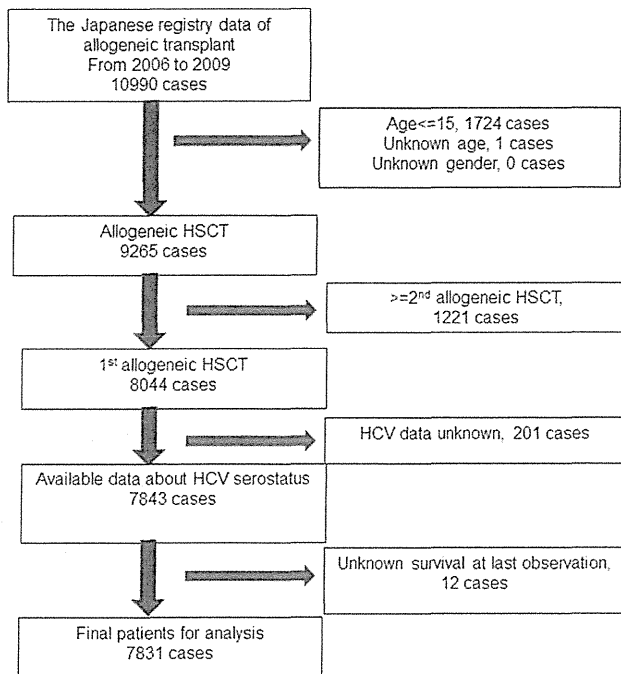 The Japanese registry data of
allogeneic transplant
From 2006 to 2009
10990 cases
Age<=15, 1724 cases
Unknown age, 1 cases
Unknown gender, 0 cases
Allogeneic HSCT
9265 cases
>=2nd allogeneic HSCT,
1221 cases
1st allogeneic HSCT
8044 cases
HCV data unknown, 201 cases
Available data about HCV serostatus
7843 cases
Unknown survival at last observation,
12 cases
Final patients for analysis
7831 cases